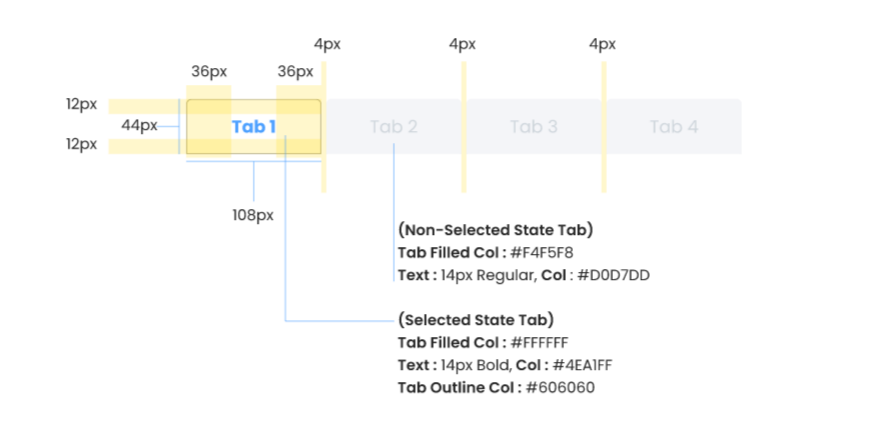 4px 4px 4px
36px 36px
12px
44px Tab 1 Tab 2 Tab 3 Tab 4
12px
108px
(Non-Selected State Tab)
Tab Filled Col : #F4F5F8
Text : 14px Regular, Col : #D0D7DD
(Selected State Tab)
Tab Filled Col : #FFFFFF
Text : 14px Bold, Col : #4EA1FF
Tab Outline Col : #606060